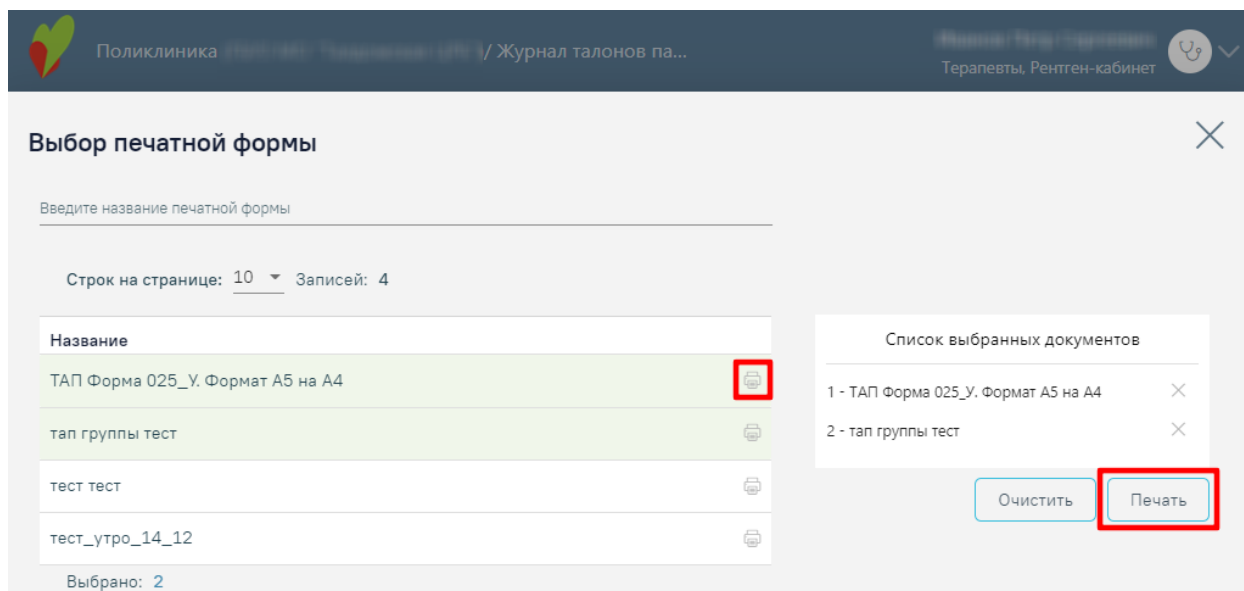 Поликлиника / Журнал талонов па...
Терапевты, Рентген-кабинет
Выбор печатной формы
Введите название печатной формы
Строк на странице: 10 Записей: 4
Название
ТАП Форма 025_У. Формат А5 на А4
тап группы тест
тест тест
тест_утро_14_12
Выбрано: 2
Список выбранных документов
1 - ТАП Форма 025_У. Формат А5 на А4
2 - тап группы тест
Очистить
Печать